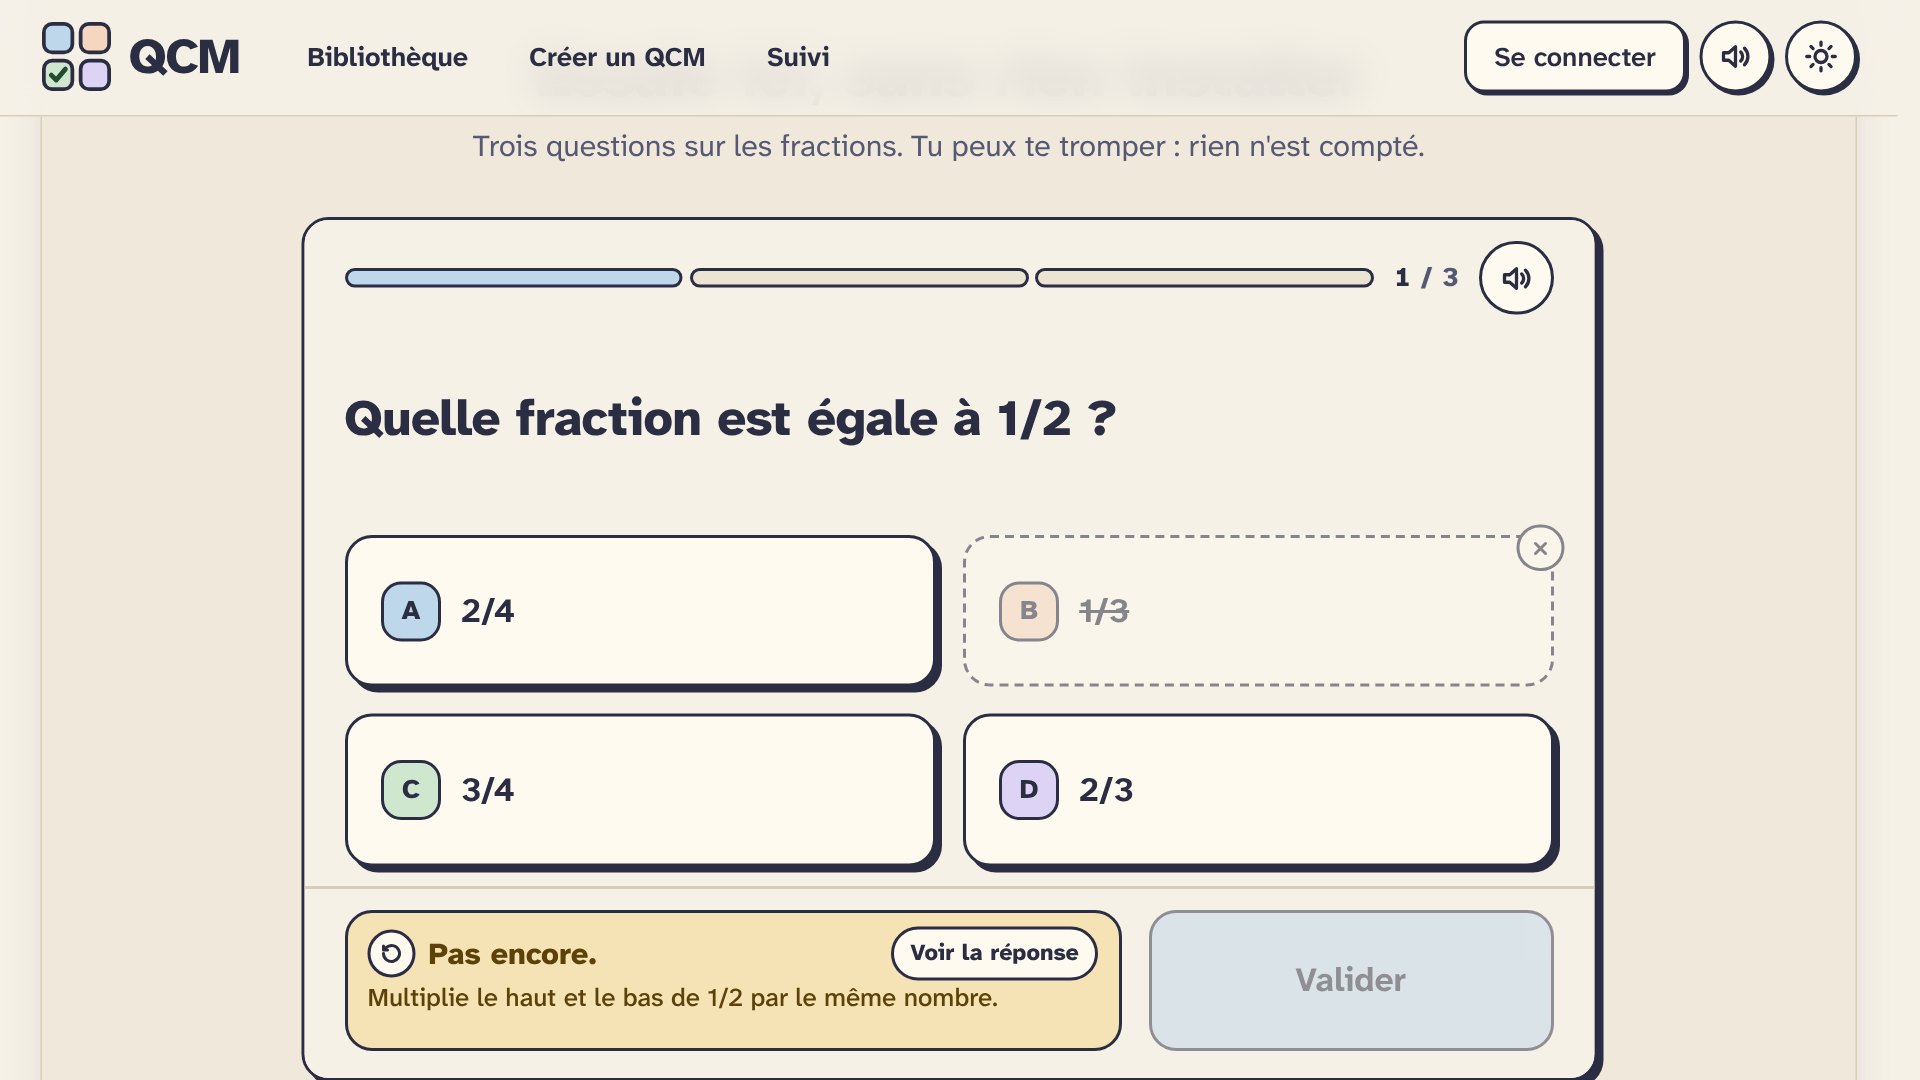 QCM
Bibliothèque
Créer un QCM
Suivi
Se connecter
Trois questions sur les fractions. Tu peux te tromper : rien n'est compté.
1 / 3
Quelle fraction est égale à 1/2 ?
A 2/4
B 1/3
C 3/4
D 2/3
Pas encore.
Voir la réponse
Multiplie le haut et le bas de 1/2 par le même nombre.
Valider